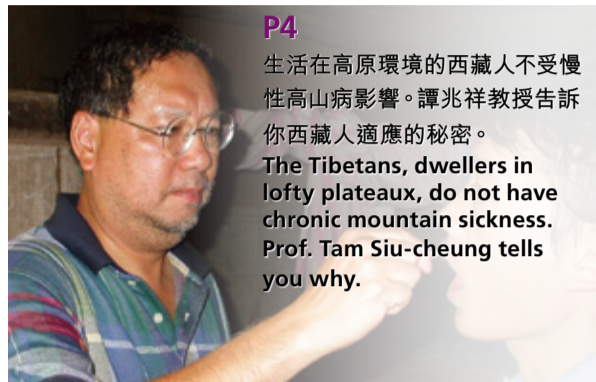 P4
生活在高原環境的西藏人不受慢
性高山病影響。譚兆祥教授告訴
你西藏人適應的秘密。
The Tibetans, dwellers in
lofty plateaux, do not have
chronic mountain sickness.
Prof. Tam Siu-cheung tells
you why.